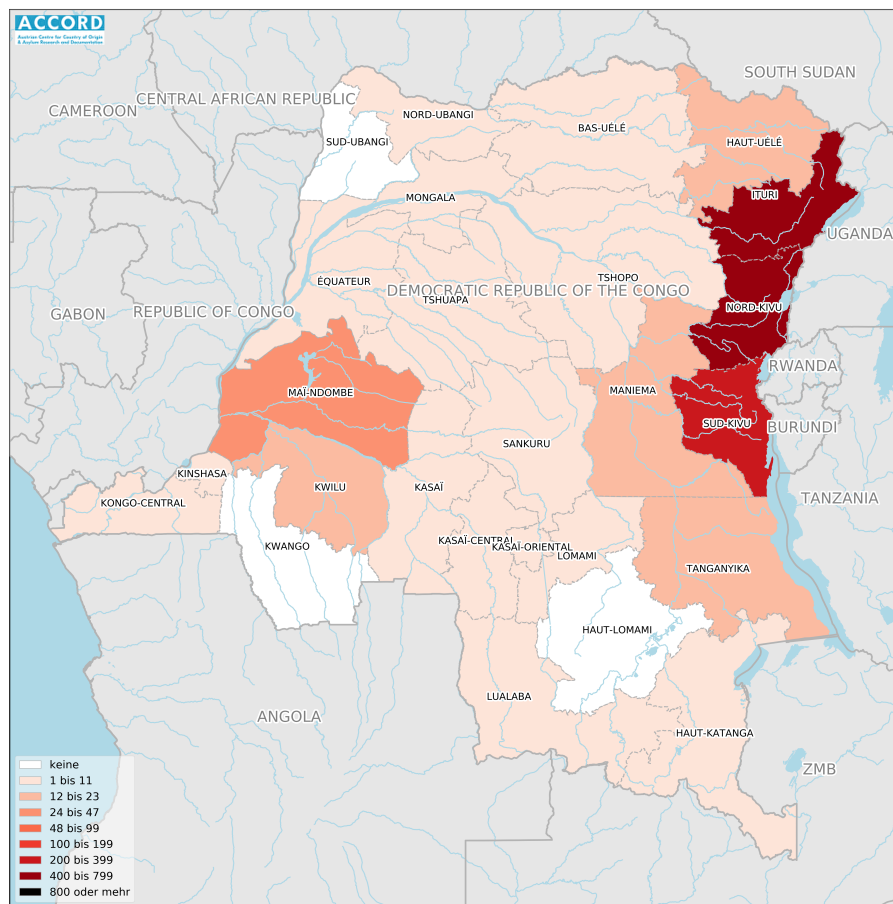 ACCORD
Austrian Centre for Country of Origin
& Asylum Research and Documentation
SOUTH SUDAN
CENTRAL AFRICAN REPUBLIC
CAMEROON
NORD-UBANGI
BAS-UÉLÉ
SUD-UBANGI
HAUT-UÉLÉ
ITURI
MONGALA
UGANDA
TSHOPO
ÉQUATEUR
DEMOCRATIC REPUBLIC OF THE CONGO
TSHUAPA
NORD-KIVU
GABON
REPUBLIC OF CONGO
RWANDA
MANIEMA
MAÏ-NDOMBE
SUD-KIVU
BURUNDI
SANKURU
KINSHASA
KWILU
KASAÏ
TANZANIA
KONGO-CENTRAL
KASAÏ-CENTRAL
KWANGO
KASAÏ-ORIENTAL
LOMAMI
TANGANYIKA
HAUT-LOMAMI
LUALABA
ANGOLA
HAUT-KATANGA
ZMB
keine
1 bis 11
12 bis 23
24 bis 47
48 bis 99
100 bis 199
200 bis 399
400 bis 799
800 oder mehr